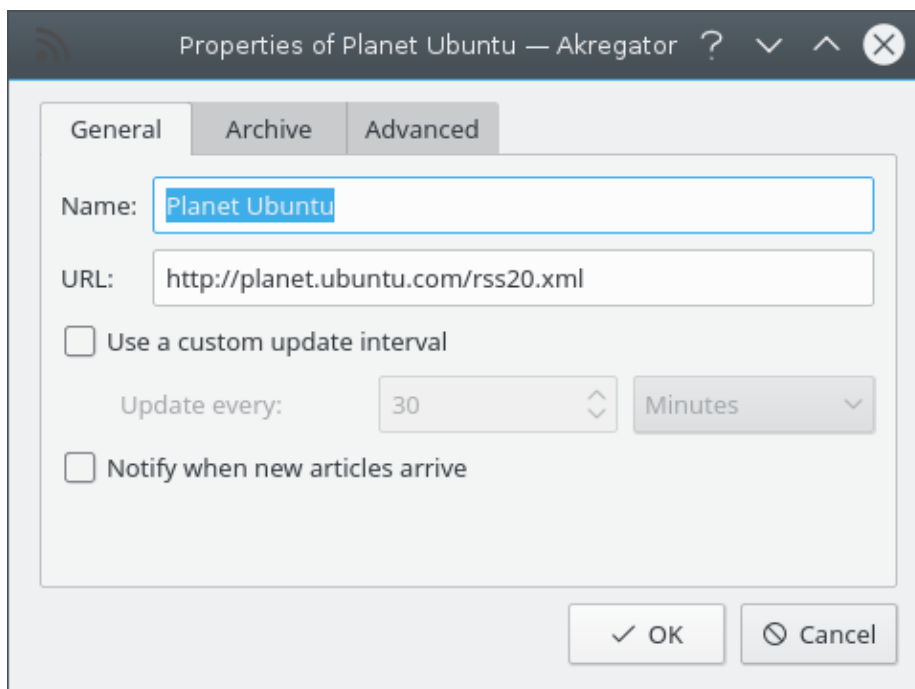 Properties of Planet Ubuntu — Akregator
General Archive Advanced
Name: Planet Ubuntu
URL: http://planet.ubuntu.com/rss20.xml
Use a custom update interval
Update every: 30 Minutes
Notify when new articles arrive
OK Cancel